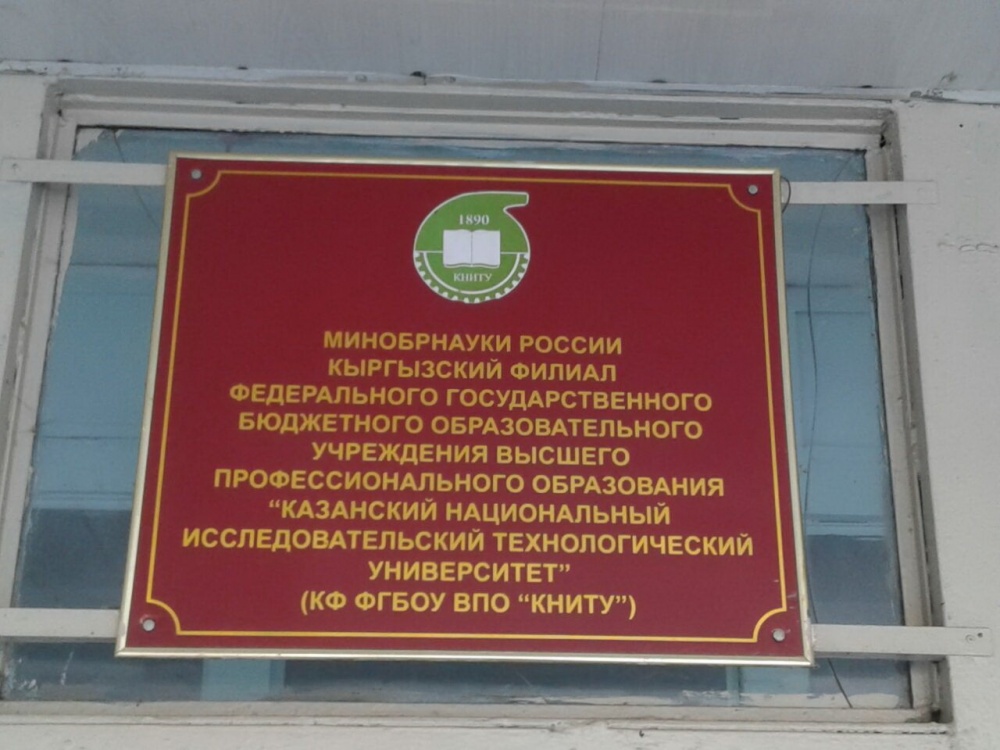 1890
КНИТУ
МИНОБРНАУКИ РОССИИ
КЫРГЫЗСКИЙ ФИЛИАЛ
ФЕДЕРАЛЬНОГО ГОСУДАРСТВЕННОГО
БЮДЖЕТНОГО ОБРАЗОВАТЕЛЬНОГО
УЧРЕЖДЕНИЯ ВЫСШЕГО
ПРОФЕССИОНАЛЬНОГО ОБРАЗОВАНИЯ
“КАЗАНСКИЙ НАЦИОНАЛЬНЫЙ
ИССЛЕДОВАТЕЛЬСКИЙ ТЕХНОЛОГИЧЕСКИЙ
УНИВЕРСИТЕТ”
(КФ ФГБОУ ВПО “КНИТУ”)